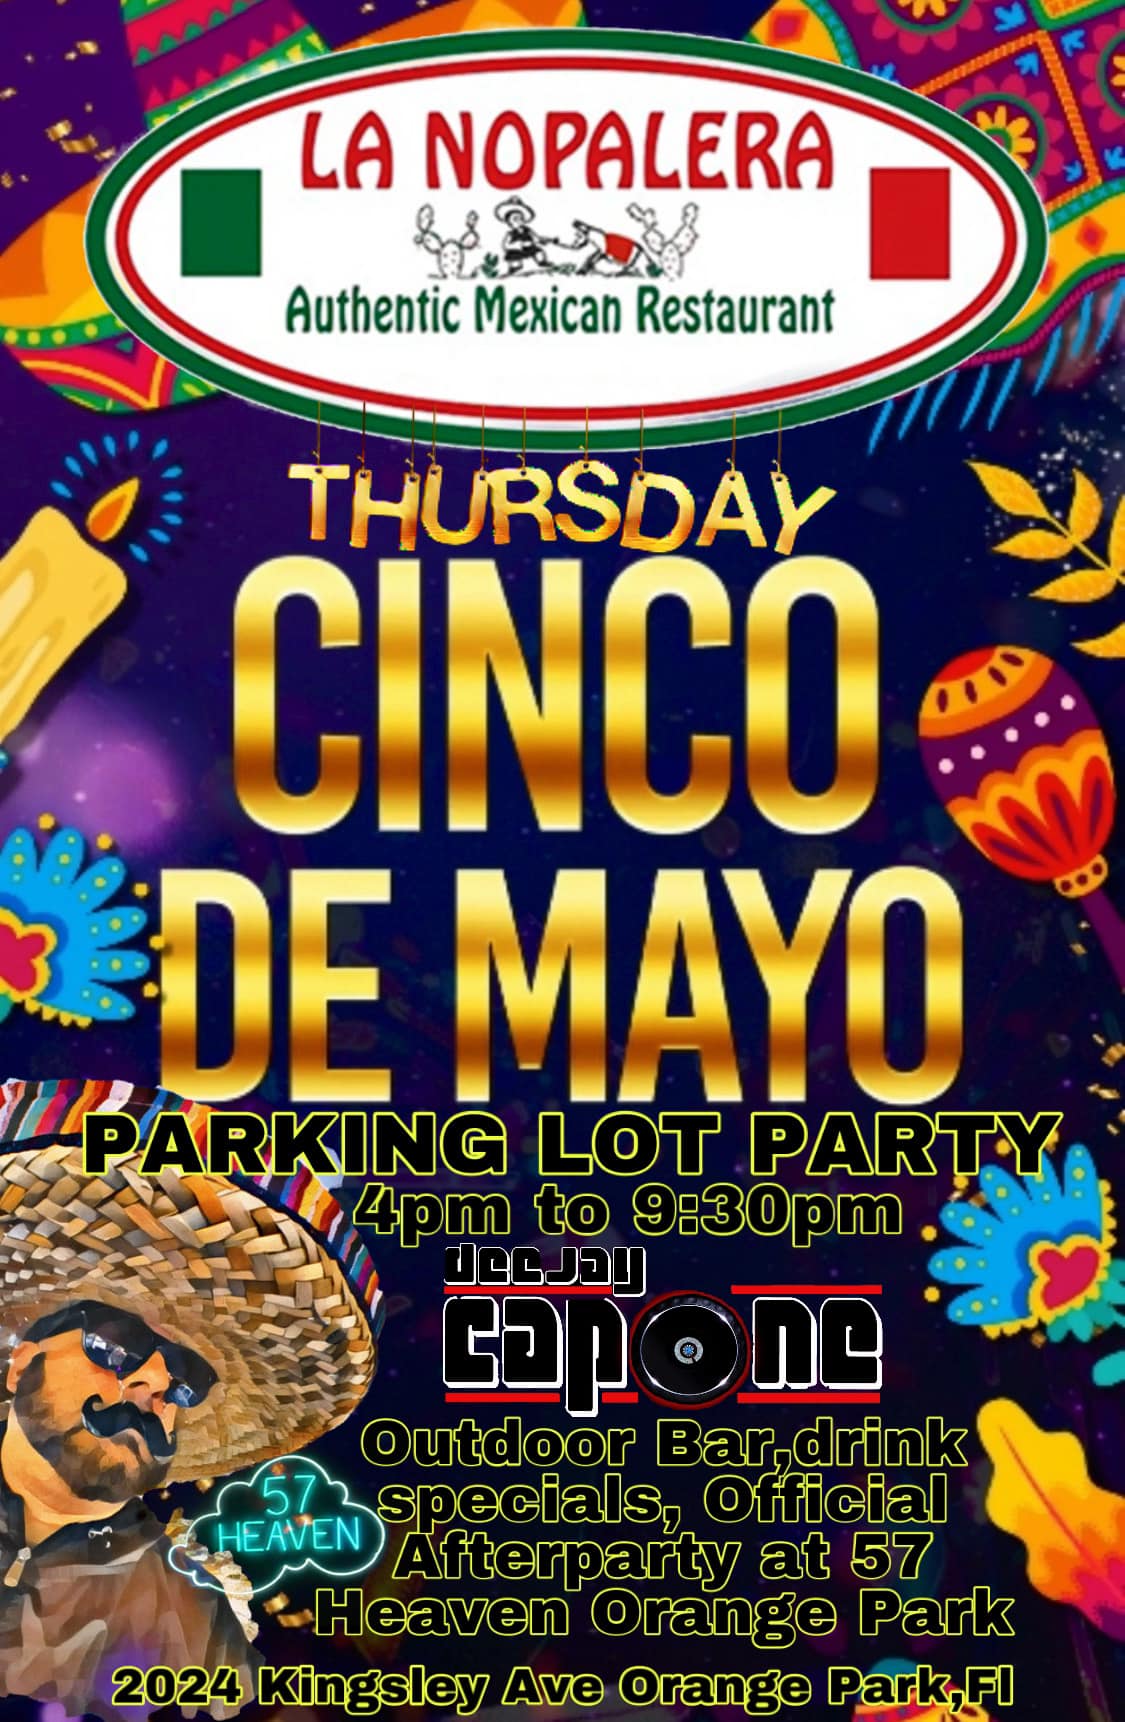 LA NOPALERA
Authentic Mexican Restaurant
THURSDAY
CINCO
DE MAYO
PARKING LOT PARTY
4pm to 9:30pm
deeJay
capone
Outdoor Bar,drink
specials, Official
Afterparty at 57
Heaven Orange Park
57
HEAVEN
2024 Kingsley Ave Orange Park,Fl